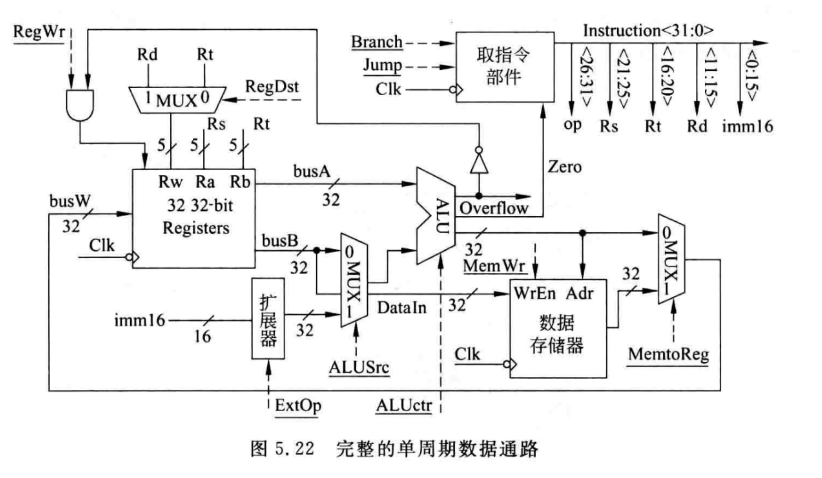 RegWr
Rd Rt
1 MUX 0
RegDst
Branch
Jump
Clk
取指令
部件
Instruction<31:0>
<26:31>
<21:25>
<16:20>
<11:15>
<0:15>
op Rs Rt Rd imm16
5 5 5
Rs Rt
Rw Ra Rb
32 32-bit
Registers
busW
32
Clk
busA
32
busB
32
Zero
ALU
Overflow
32
0 MUX 1
imm16
16
扩展器
32
ExtOp
ALUSrc
ALUctr
DataIn
32
MemWr
WrEn Adr
数据
存储器
Clk
32
0 MUX 1
MemtoReg
图 5.22 完整的单周期数据通路